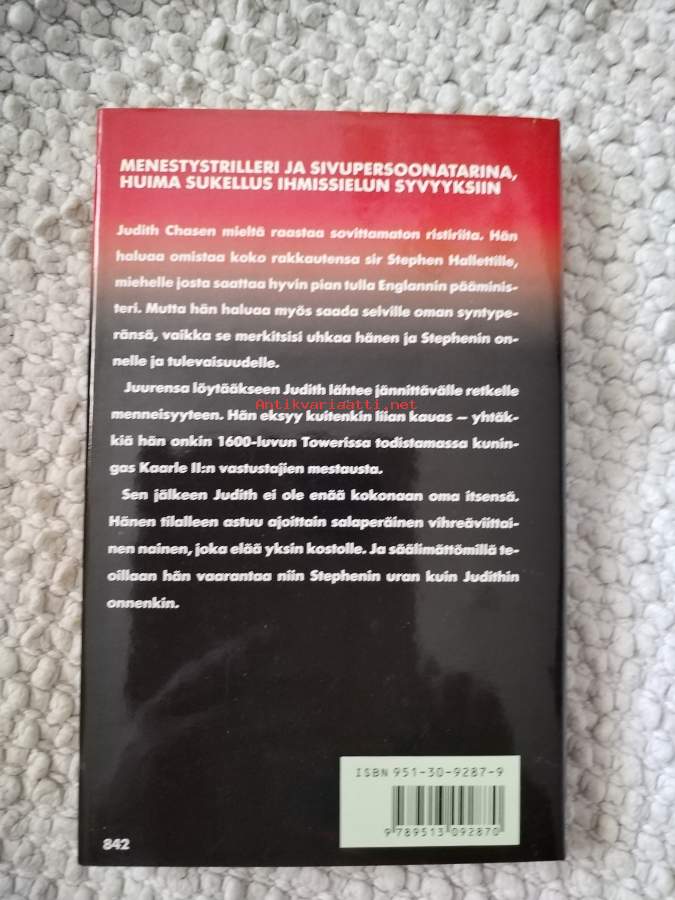 MENESTYSTRILLERI JA SIVUPERSOONATARINA,
HUIMA SUKELLUS IHMISSIELUN SYVYYKSIIN
Judith Chasen mieltä raastaa sovittamaton ristiriita. Hän
haluaa omistaa koko rakkautensa sir Stephen Hallettille,
miehelle josta saattaa hyvin pian tulla Englannin pääminis-
teri. Mutta hän haluaa myös saada selville oman syntype-
ränsä, vaikka se merkitsisi uhkaa hänen ja Stephenin on-
nelle ja tulevaisuudelle.
Juurensa löytääkseen Judith lähtee jännittävälle retkelle
Antikvariaatti.net
menneisyyteen. Hän eksyy kuitenkin liian kauas – yhtäk-
kiä hän onkin 1600-luvun Towerissa todistamassa kunin-
gas Kaarle II:n vastustajien mestausta.
Sen jälkeen Judith ei ole enää kokonaan oma itsensä.
Hänen tilalleen astuu ajoittain salaperäinen vihreäviittai-
nen nainen, joka elää yksin kostolle. Ja säälimättömillä te-
oillaan hän vaarantaa niin Stephenin uran kuin Judithin
onnenkin.
ISBN 951-30-9287-9
9 789513 092870
842